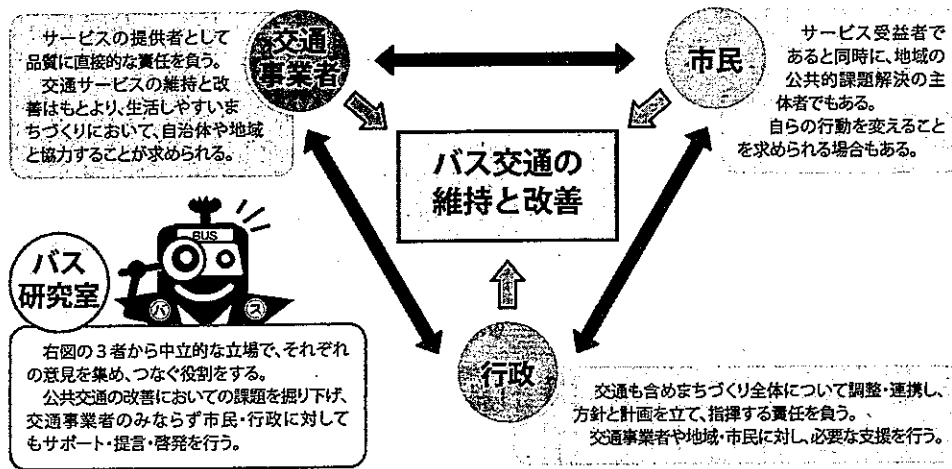 サービスの提供者として
品質に直接的な責任を負う。
交通サービスの維持と改
善はもとより、生活しやすいま
ちづくりにおいて、自治体や地域
と協力することが求められる。
交通
事業者
市民
サービス受益者で
あると同時に、地域の
公共的課題解決の主
体者でもある。
自らの行動を変えること
を求められる場合もある。
バス交通の
維持と改善
BUS
バス
バス
研究室
右図の3者から中立的な立場で、それぞれ
の意見を集め、つなぐ役割をする。
公共交通の改善においての課題を掘り下げ、
交通事業者のみならず市民・行政に対して
もサポート・提言・啓発を行う。
行政
交通も含めまちづくり全体について調整・連携し、
方針と計画を立て、指揮する責任を負う。
交通事業者や地域・市民に対し、必要な支援を行う。